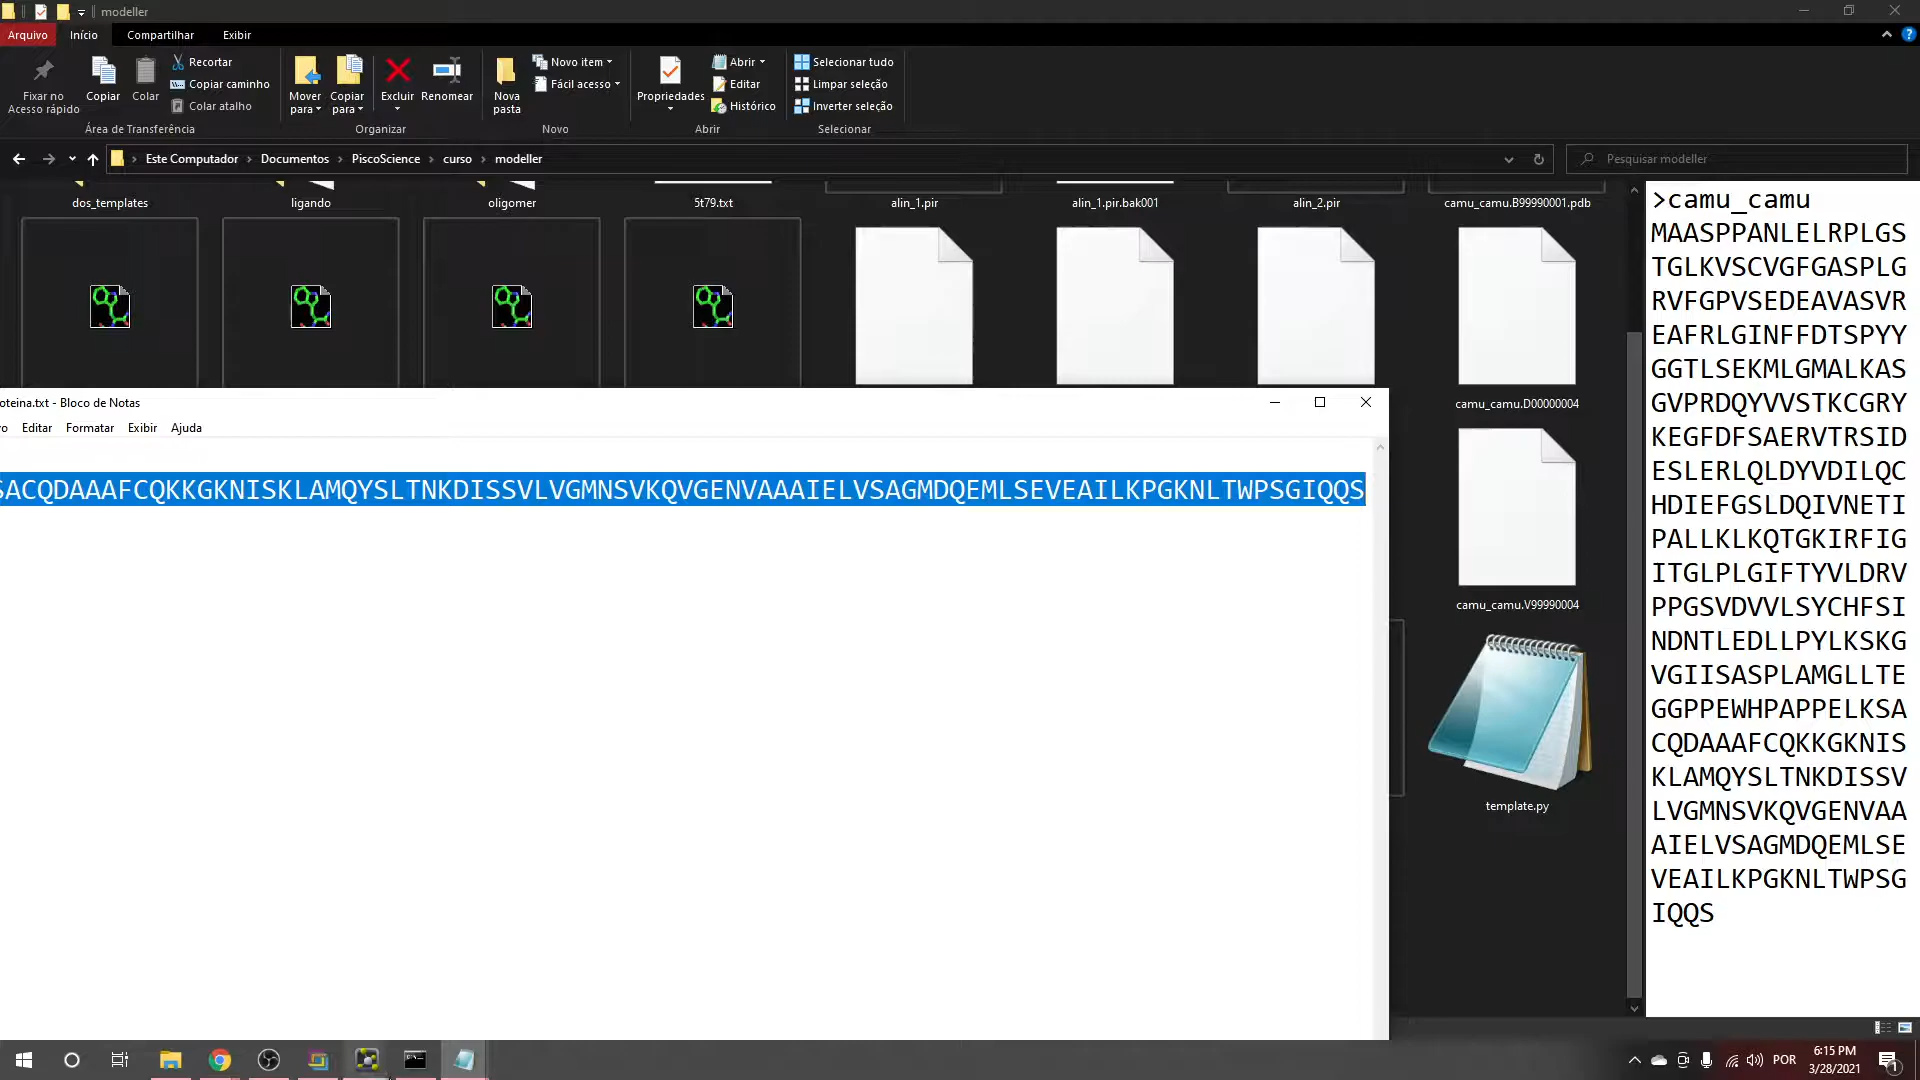 modeller
Arquivo Início Compartilhar Exibir
Fixar no Acesso rápido
Copiar
Colar
Recortar
Copiar caminho
Colar atalho
Área de Transferência
Mover para
Copiar para
Excluir
Renomear
Organizar
Nova pasta
Novo item
Fácil acesso
Novo
Propriedades
Abrir
Editar
Histórico
Abrir
Selecionar tudo
Limpar seleção
Inverter seleção
Selecionar
Este Computador > Documentos > PiscoScience > curso > modeller
Pesquisar modeller
dos_templates
ligando
oligomer
5t79.txt
alin_1.pir
alin_1.pir.bak001
alin_2.pir
camu_camu.B99990001.pdb
camu_camu.D00000004
camu_camu.V99990004
template.py
oteina.txt - Bloco de Notas
vo Editar Formatar Exibir Ajuda
SACQDAAAFCQKKGKNISKLAMQYSLTNKDISSVLVGMNSVKQVGENVAAAIELVSAGMDQEMLSEVEAILKPGKNLTWPSGIQQS
>camu_camu
MAASPPANLELRPLGS
TGLKVSCVGFGASPLG
RVFGPVSEDEAVASVR
EAFRLGINFFDTSPYY
GGTLSEKMLGMALKAS
GVPRDQYVVSTKCGRY
KEGFDFSAERVTRSID
ESLERLQLDYVDILQC
HDIEFGSLDQIVNETI
PALLKLKQTGKIRFIG
ITGLPLGIFTYVLDRV
PPGSVDVVLSYCHFSI
NDNTLEDLLPYLKSKG
VGIISASPLAMGLLTE
GGPPEWHPAPPELKSA
CQDAAAFCQKKGKNIS
KLAMQYSLTNKDISSV
LVGMNSVKQVGENVAA
AIELVSAGMDQEMLSE
VEAILKPGKNLTWPSG
IQQS
POR
6:15 PM
3/28/2021
1